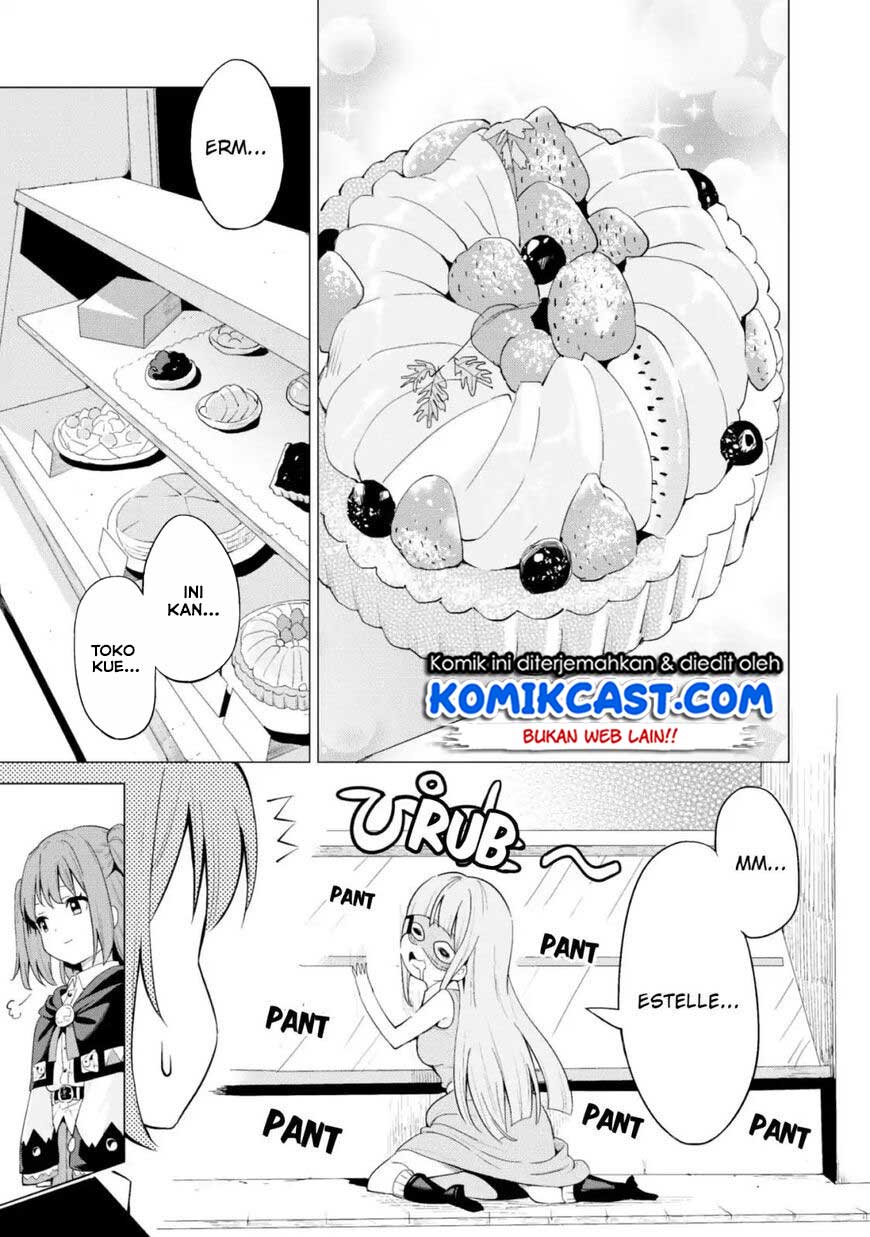 Komik ini diterjemahkan & diedit oleh
KOMIKCAST.COM
BUKAN WEB LAIN!!
ERM...
INI
KAN...
TOKO
KUE...
MM...
ESTELLE...
RUB
PANT
PANT
PANT
PANT
PANT
PANT